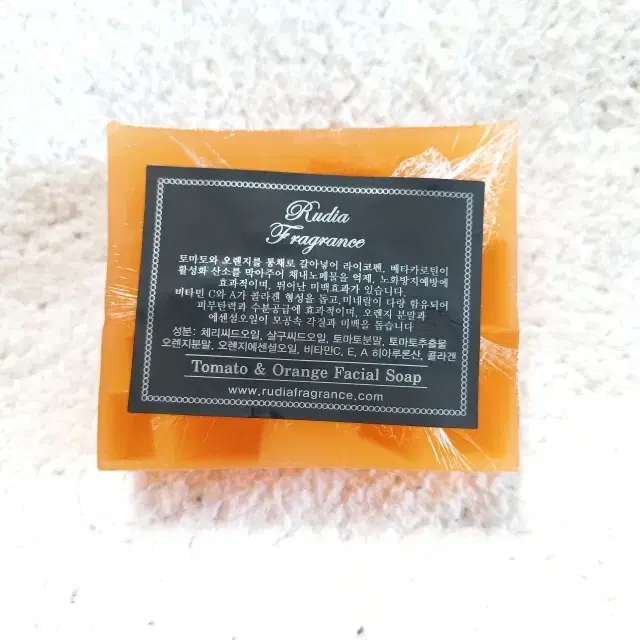 Rudia
Fragrance
토마토와 오렌지를 통채로 갈아넣어 라이코펜, 베타카로틴이
활성화 산소를 막아주어 채내노폐물을 억제, 노화방지예방에
효과적이며, 뛰어난 미백효과가 있습니다.
비타민 C와 A가 콜라겐 형성을 돕고,미네랄이 다량 함유되어
피부탄력과 수분공급에 효과적이며, 오렌지 분말과
에센셜오일이 모공속 각질과 미백을 돕습니다
성분: 체리씨드오일, 살구씨드오일, 토마토분말, 토마토추출물
오렌지분말, 오렌지에센셜오일, 비타민C, E, A 히아루론산, 콜라겐
Tomato & Orange Facial Soap
www.rudiafragrance.com